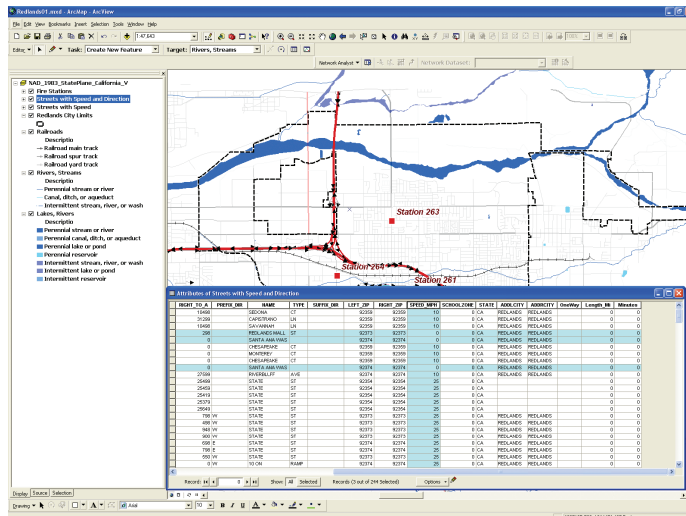 Redlands01.mxd - ArcMap - ArcView
File Edit View Bookmarks Insert Selection Tools Window Help
1:47,643
Editor Task: Create New Feature Target: Rivers, Streams
Network Analyst Network Dataset:
NAD_1983_StatePlane_California_V
Fire Stations
Streets with Speed and Direction
Streets with Speed
Redlands City Limits
Railroads
Descriptio
Railroad main track
Railroad spur track
Railroad yard track
Rivers, Streams
Descriptio
Perennial stream or river
Canal, ditch, or aqueduct
Intermittent stream, river, or wash
Lakes, Rivers
Descriptio
Perennial stream or river
Perennial canal, ditch, or aqueduct
Perennial lake or pond
Perennial reservoir
Intermittent stream, river, or wash
Intermittent lake or pond
Intermittent reservoir
Station 263
Station 264
Station 261
Attributes of Streets with Speed and Direction
RIGHT_TO_A PREFIX_DIR NAME TYPE SUFFIX_DIR LEFT_ZIP RIGHT_ZIP SPEED_MPH SCHOOLZONE STATE ADDLCITY ADDRCITY OneWay Length_Mi Minutes
10498 SEDONA CT 92359 92359 10 0 CA REDLANDS REDLANDS 0 0
31299 CAPISTRANO LN 92359 92359 10 0 CA REDLANDS REDLANDS 0 0
10498 SAVANNAH LN 92359 92359 10 0 CA REDLANDS REDLANDS 0 0
298 REDLANDS MALL ST 92373 92373 0 0 CA REDLANDS REDLANDS 0 0
0 SANTA ANA WAS 92374 92374 0 0 CA REDLANDS REDLANDS 0 0
0 CHESAPEAKE CT 92359 92359 10 0 CA REDLANDS REDLANDS 0 0
0 MONTEREY CT 92359 92359 10 0 CA REDLANDS REDLANDS 0 0
0 CHESAPEAKE CT 92359 92359 10 0 CA REDLANDS REDLANDS 0 0
0 SANTA ANA WAS 92374 92374 0 0 CA REDLANDS REDLANDS 0 0
RIVERBLUFF AVE 92374 92374 25 0 CA REDLANDS REDLANDS 0 0
25499 STATE ST 92354 92354 25 0 CA 0 0
25459 STATE ST 92354 92354 25 0 CA 0 0
25419 STATE ST 92354 92354 25 0 CA 0 0
25379 STATE ST 92354 92354 25 0 CA 0 0
STATE ST 92354 92354 25 0 CA 0 0
798 W STATE ST 92373 92373 25 0 CA REDLANDS REDLANDS 0 0
498 W STATE ST 92373 92373 25 0 CA REDLANDS REDLANDS 0 0
948 W STATE ST 92373 92373 25 0 CA REDLANDS REDLANDS 0 0
900 W STATE ST 92373 92374 25 0 CA REDLANDS REDLANDS 0 0
698 E STATE ST 92373 92374 25 0 CA REDLANDS REDLANDS 0 0
798 E STATE ST 92373 92374 25 0 CA REDLANDS REDLANDS 0 0
550 W STATE ST 92373 92373 25 0 CA REDLANDS REDLANDS 0 0
0 W 10 ON RAMP 92374 92374 25 0 CA REDLANDS REDLANDS 0 0
Record: 0 Show: All Selected Records (3 out of 244 Selected) Options
Display Source Selection
Drawing A Arial 10 B I U A